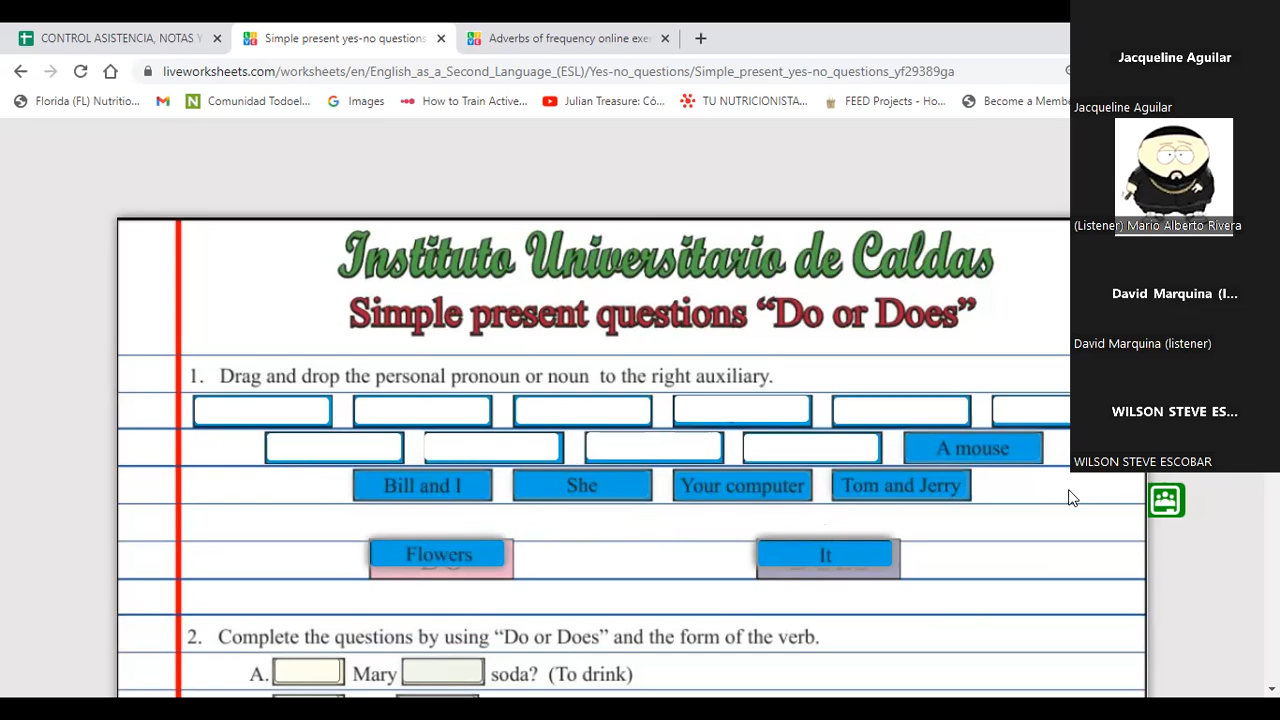 CONTROL ASISTENCIA, NOTAS Y
Simple present yes-no questions
Adverbs of frequency online exer
liveworksheets.com/worksheets/en/English_as_a_Second_Language_(ESL)/Yes-no_questions/Simple_present_yes-no_questions_yf29389ga
Florida (FL) Nutritio...
Comunidad Todoel...
Images
How to Train Active...
Julian Treasure: Có...
TU NUTRICIONISTA...
FEED Projects - Ho...
Become a Membe
Jacqueline Aguilar
Jacqueline Aguilar
(Listener) Mario Alberto Rivera
David Marquina (l...
David Marquina (listener)
WILSON STEVE ES...
WILSON STEVE ESCOBAR
Instituto Universitario de Caldas
Simple present questions “Do or Does”
1. Drag and drop the personal pronoun or noun to the right auxiliary.
A mouse
Bill and I She Your computer Tom and Jerry
Flowers It
2. Complete the questions by using “Do or Does” and the form of the verb.
A. Mary soda? (To drink)